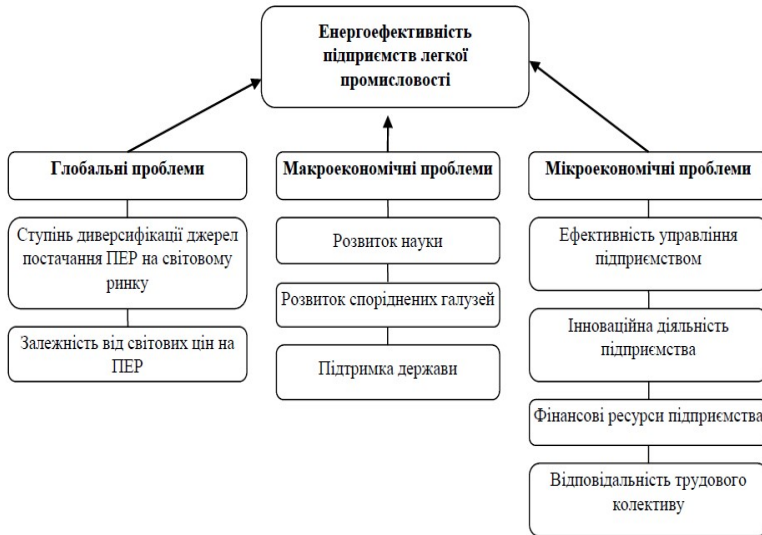 Енергоефективність
підприємств легкої
промисловості
Глобальні проблеми
Ступінь диверсифікації джерел
постачання ПЕР на світовому
ринку
Залежність від світових цін на
ПЕР
Макроекономічні проблеми
Розвиток науки
Розвиток споріднених галузей
Підтримка держави
Мікроекономічні проблеми
Ефективність управління
підприємством
Інноваційна діяльність
підприємства
Фінансові ресурси підприємства
Відповідальність трудового
колективу